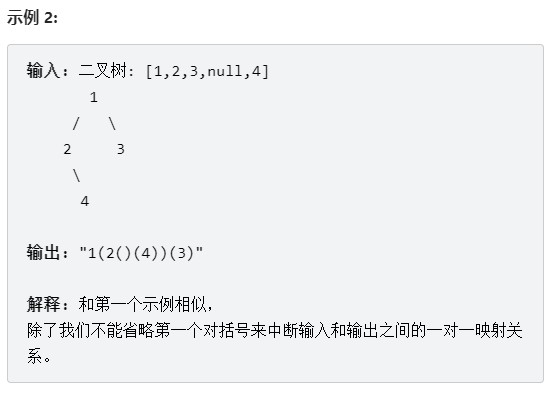 示例 2:
输入: 二叉树: [1,2,3,null,4]
1
/ \
2 3
\
4
输出: "1(2()(4))(3)"
解释: 和第一个示例相似，
除了我们不能省略第一个对括号来中断输入和输出之间的一对一映射关
系。